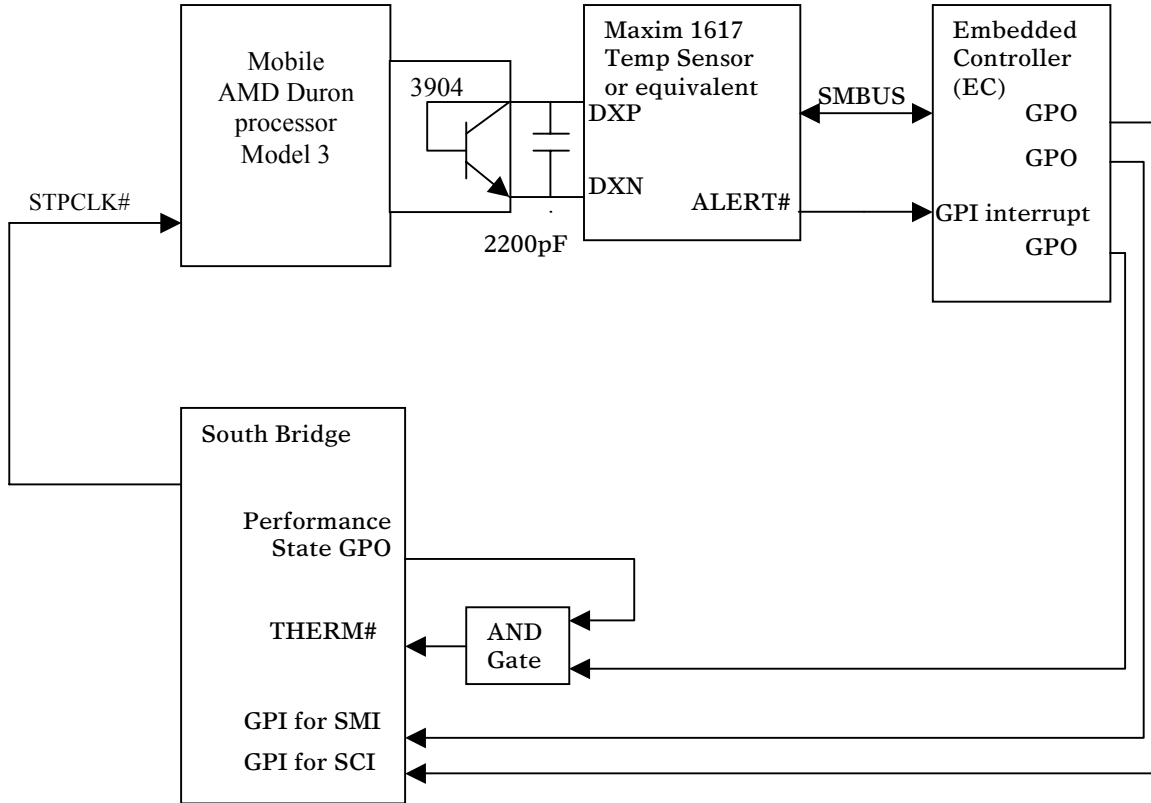 Mobile
AMD Duron
processor
Model 3
3904
Maxim 1617
Temp Sensor
or equivalent
DXP
DXN
ALERT#
2200pF
SMBUS
Embedded
Controller
(EC)
GPO
GPO
GPI interrupt
GPO
STPCLK#
South Bridge
Performance
State GPO
THERM#
AND
Gate
GPI for SMI
GPI for SCI